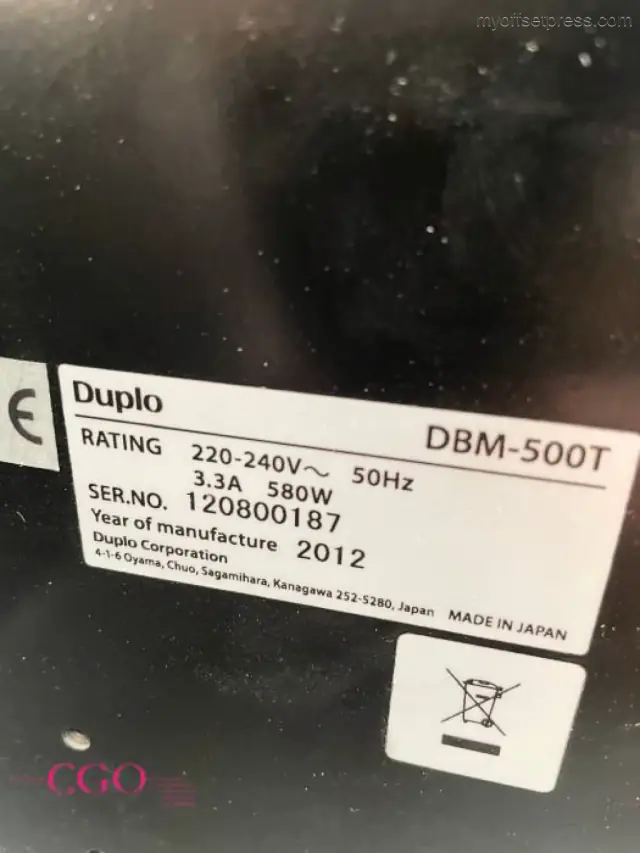 myoffsetpress.com
CE
Duplo
DBM-500T
RATING 220-240V～ 50Hz
3.3A 580W
SER.NO. 120800187
Year of manufacture 2012
Duplo Corporation
4-1-6 Oyama, Chuo, Sagamihara, Kanagawa 252-5280, Japan MADE IN JAPAN
CGO